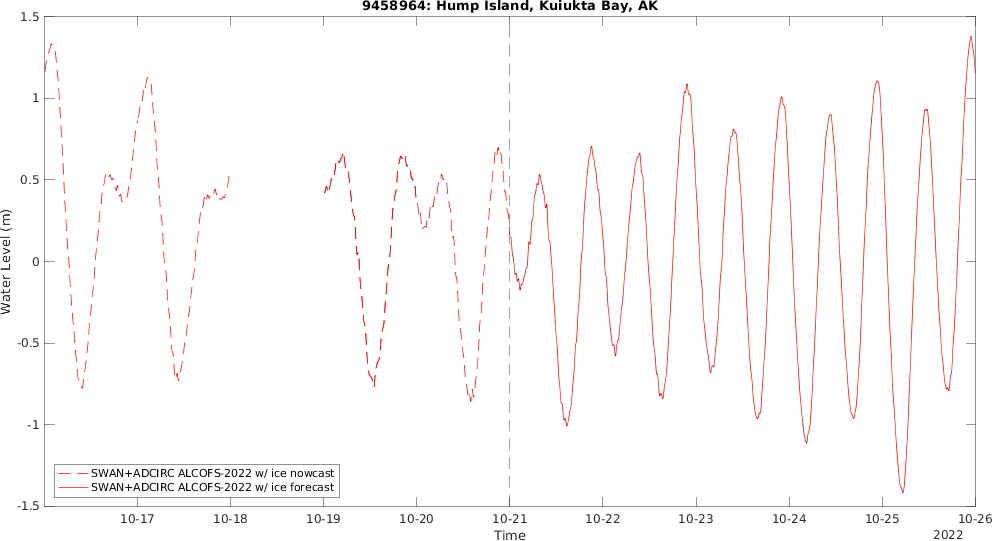 9458964: Hump Island, Kuiukta Bay, AK
1.5
1
0.5
0
-0.5
-1
-1.5
Water Level (m)
SWAN+ADCIRC ALCOFS-2022 w/ ice nowcast
SWAN+ADCIRC ALCOFS-2022 w/ ice forecast
10-17 10-18 10-19 10-20 10-21 10-22 10-23 10-24 10-25 10-26
Time
2022